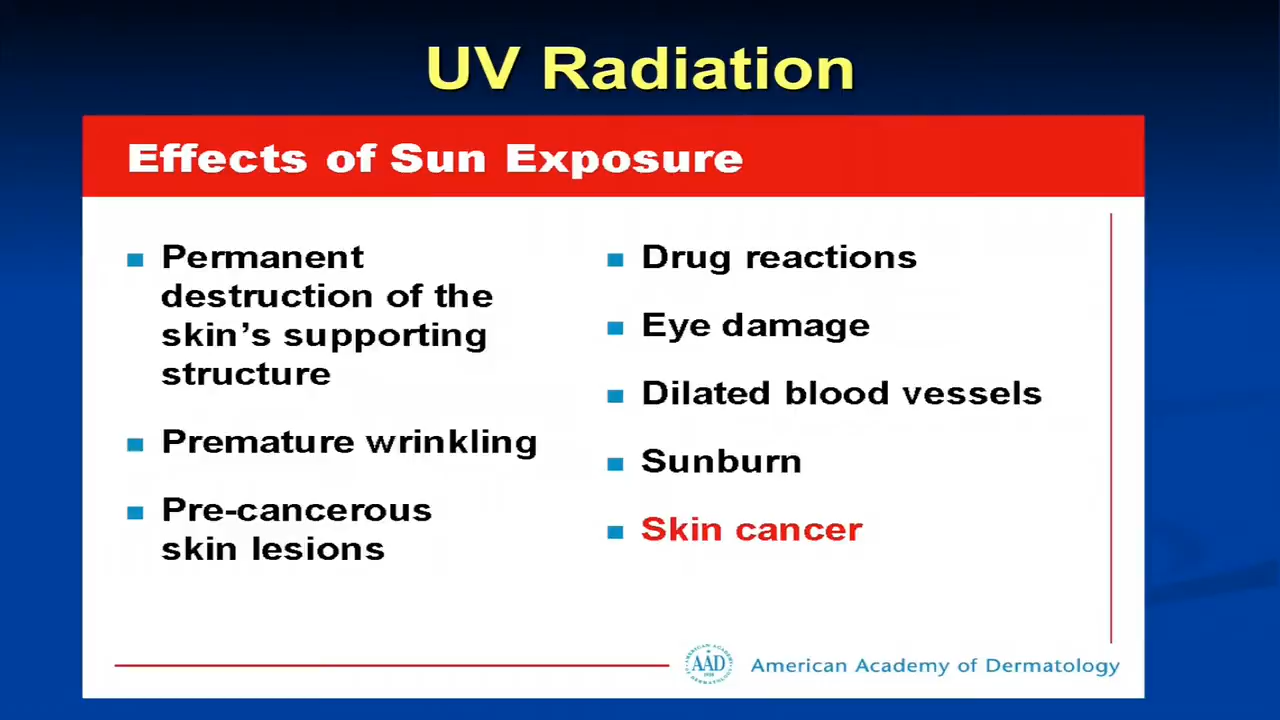 UV Radiation
Effects of Sun Exposure
Permanent
destruction of the
skin’s supporting
structure
Premature wrinkling
Pre-cancerous
skin lesions
Drug reactions
Eye damage
Dilated blood vessels
Sunburn
Skin cancer
AAD
American Academy of Dermatology